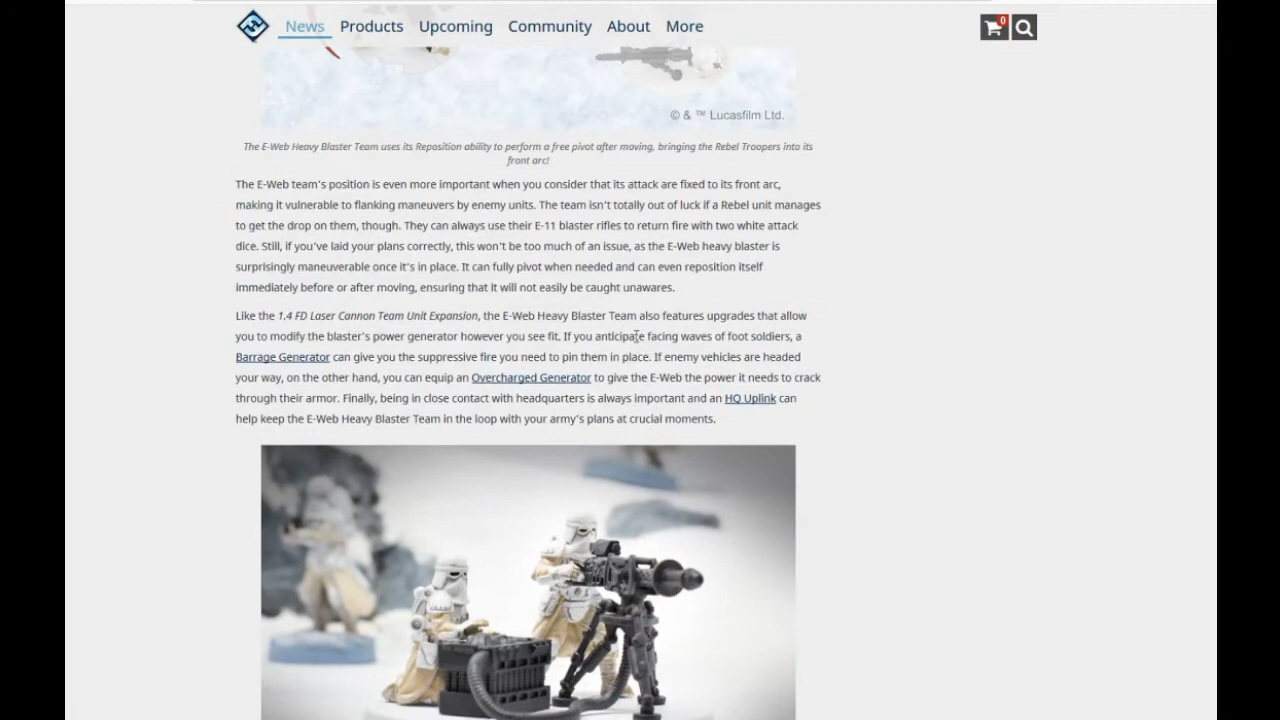 News Products Upcoming Community About More
0
© & ™ Lucasfilm Ltd.
The E-Web Heavy Blaster Team uses its Reposition ability to perform a free pivot after moving, bringing the Rebel Troopers into its
front arc!
The E-Web team's position is even more important when you consider that its attack are fixed to its front arc,
making it vulnerable to flanking maneuvers by enemy units. The team isn't totally out of luck if a Rebel unit manages
to get the drop on them, though. They can always use their E-11 blaster rifles to return fire with two white attack
dice. Still, if you've laid your plans correctly, this won't be too much of an issue, as the E-Web heavy blaster is
surprisingly maneuverable once it's in place. It can fully pivot when needed and can even reposition itself
immediately before or after moving, ensuring that it will not easily be caught unawares.
Like the 1.4 FD Laser Cannon Team Unit Expansion, the E-Web Heavy Blaster Team also features upgrades that allow
you to modify the blaster's power generator however you see fit. If you anticipate facing waves of foot soldiers, a
Barrage Generator can give you the suppressive fire you need to pin them in place. If enemy vehicles are headed
your way, on the other hand, you can equip an Overcharged Generator to give the E-Web the power it needs to crack
through their armor. Finally, being in close contact with headquarters is always important and an HQ Uplink can
help keep the E-Web Heavy Blaster Team in the loop with your army's plans at crucial moments.